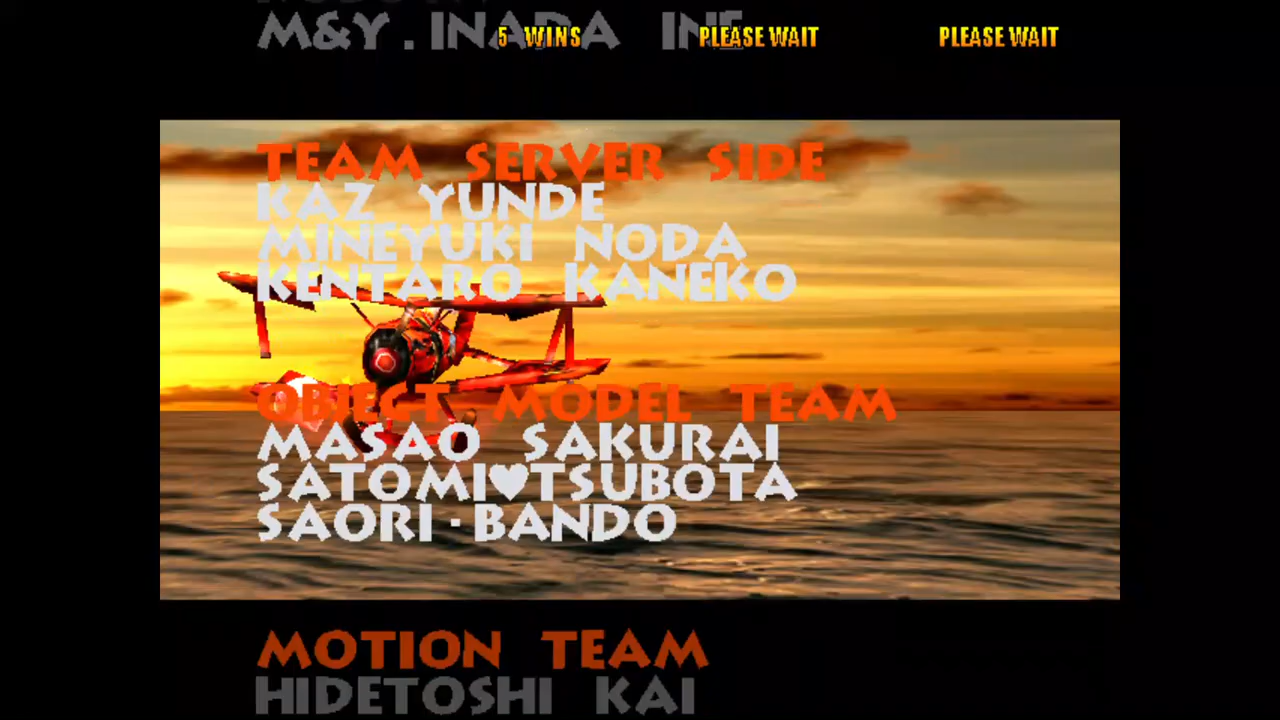 M&Y.INADA INE
5 WINS
PLEASE WAIT
PLEASE WAIT
TEAM SERVER SIDE
KAZ YUNDE
MINEYUKI NODA
KENTARO KANEKO
OBJECT MODEL TEAM
MASAO SAKURAI
SATOMI♥TSUBOTA
SAORI·BANDO
MOTION TEAM
HIDETOSHI KAI